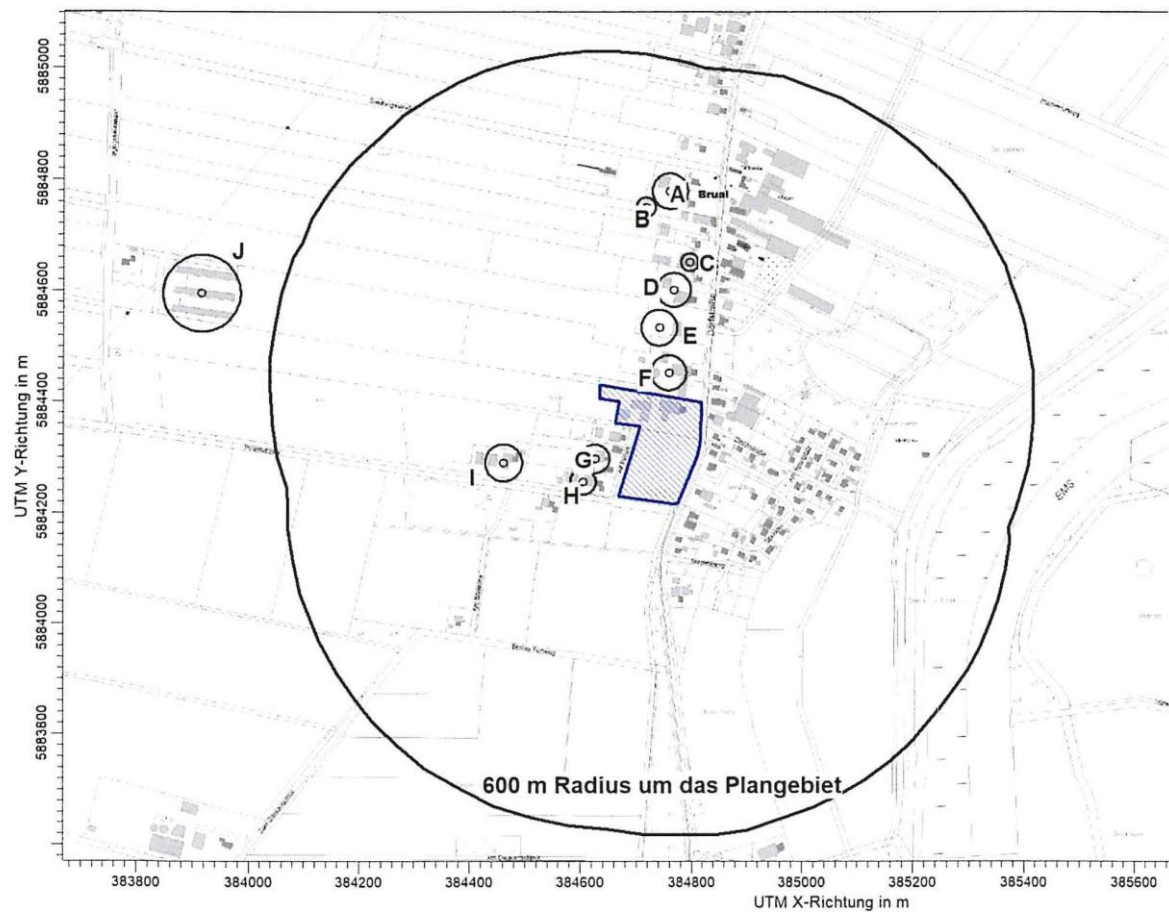 5885000
5884800
5884600
5884400
5884200
5884000
5883800
UTM Y-Richtung in m
A
Brual
B
C
J
D
Dorfstraße
E
F
G
I
H
EMS
600 m Radius um das Plangebiet
383800
384000
384200
384400
384600
384800
385000
385200
385400
385600
UTM X-Richtung in m